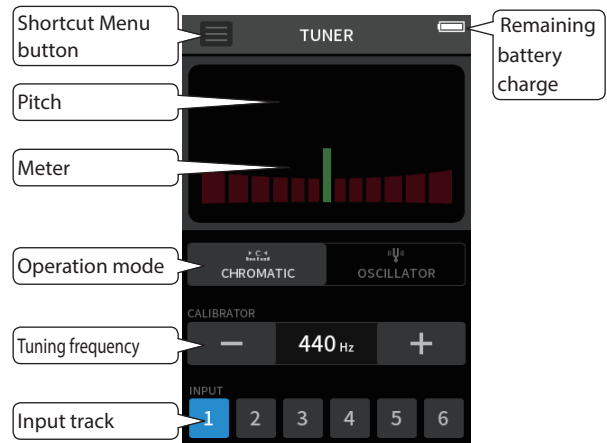 Shortcut Menu
button
TUNER
Remaining
battery
charge
Pitch
Meter
Operation mode
C
CHROMATIC
OSCILLATOR
CALIBRATOR
Tuning frequency
− 440 Hz +
INPUT
Input track
1 2 3 4 5 6